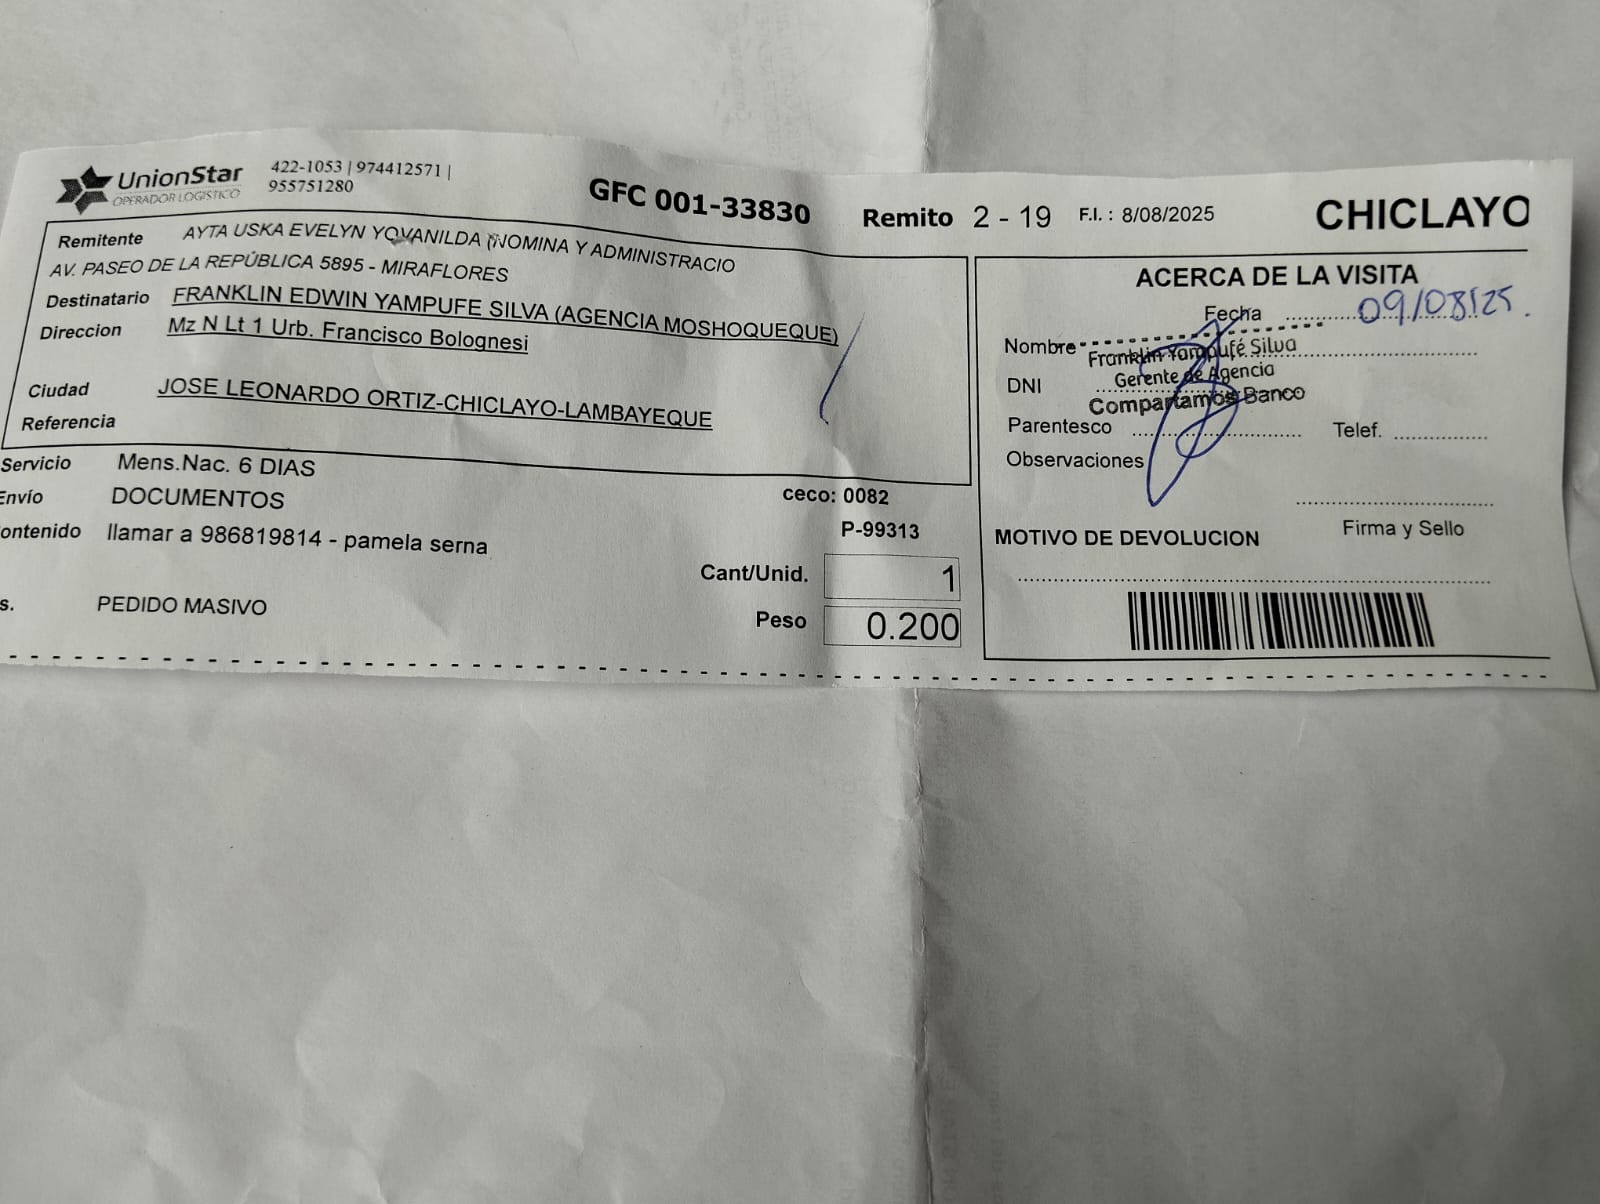 UnionStar
OPERADOR LOGISTICO
422-1053 | 974412571 |
955751280
GFC 001-33830
Remito 2 - 19 F.I. : 8/08/2025
CHICLAYO
Remitente AYTA USKA EVELYN YOVANILDA (NOMINA Y ADMINISTRACIO
AV. PASEO DE LA REPÚBLICA 5895 - MIRAFLORES
Destinatario FRANKLIN EDWIN YAMPUFE SILVA (AGENCIA MOSHOQUEQUE)
Direccion Mz N Lt 1 Urb. Francisco Bolognesi
Ciudad JOSE LEONARDO ORTIZ-CHICLAYO-LAMBAYEQUE
Referencia
Servicio Mens.Nac. 6 DIAS
Envío DOCUMENTOS
ceco: 0082
ontenido llamar a 986819814 - pamela serna
P-99313
Cant/Unid. 1
s. PEDIDO MASIVO
Peso 0.200
ACERCA DE LA VISITA
Fecha 09/08/25.
Nombre Franklin Yampufé Silva
DNI Gerente de Agencia
Compartamos Banco
Parentesco Telef.
Observaciones
Firma y Sello
MOTIVO DE DEVOLUCION